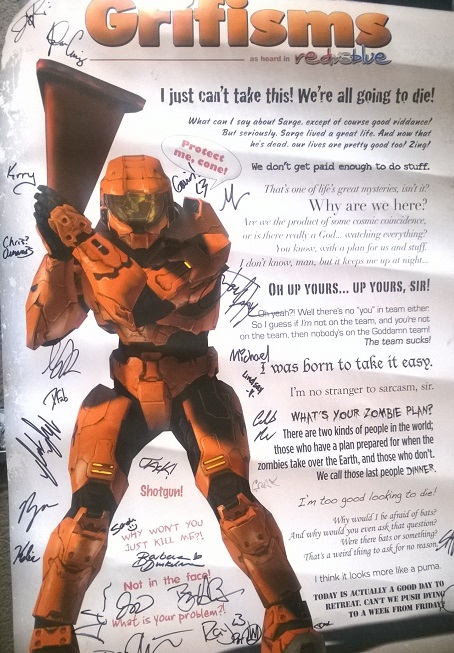 Grifisms
as heard in red vs blue
I just can't take this! We're all going to die!
What can I say about Sarge, except of course good riddance!
But seriously, Sarge lived a great life. And now that
he's dead, our lives are pretty good too! Zing!
Protect
me, cone!
We don't get paid enough to do stuff.
That's one of life's great mysteries, isn't it?
Why are we here?
Are we the product of some cosmic coincidence,
or is there really a God... watching everything?
You know, with a plan for us and stuff.
I don't know, man, but it keeps me up at night...
Kerry
Chris?
Oh up yours... up yours, sir!
Oh yeah?! Well there's no "you" in team either.
So I guess if I'm not on the team, and you're not
on the team, then nobody's on the Goddamn team!
The team sucks!
Michael
Lindsay
I was born to take it easy.
I'm no stranger to sarcasm, sir.
What's your zombie plan?
There are two kinds of people in the world;
those who have a plan prepared for when the
zombies take over the Earth, and those who don't.
We call those last people DINNER.
Caleb
JACK!
Shotgun!
I'm too good looking to die!
Why would I be afraid of bats?
And why would you even ask that question?
Were there bats or something?
That's a weird thing to ask for no reason.
WHY WON'T YOU
JUST KILL ME?!
Barbara
Dunkelman
I think it looks more like a puma.
Not in the face!
Today is actually a good day to
retreat. Can't we push dying
to a week from Friday?
what is your problem?!